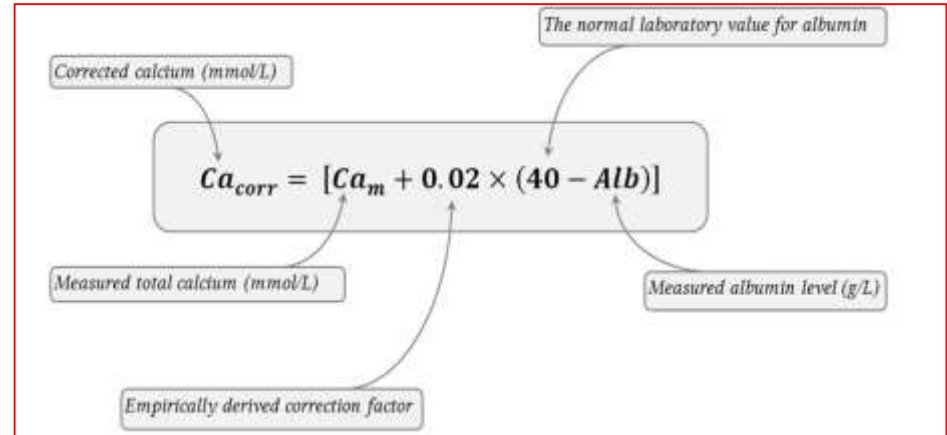 The normal laboratory value for albumin
Corrected calcium (mmol/L)
Ca_corr = [Ca_m + 0.02 × (40 − Alb)]
Measured total calcium (mmol/L)
Measured albumin level (g/L)
Empirically derived correction factor